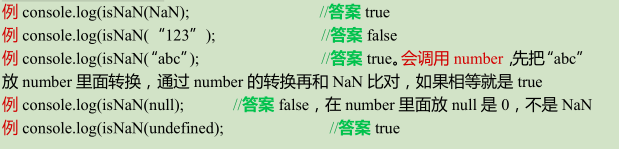 例 console.log(isNaN(NaN); //答案 true
例 console.log(isNaN(“123”); //答案 false
例 console.log(isNaN(“abc”); //答案 true。会调用 number ,先把“abc”
放 number 里面转换，通过 number 的转换再和 NaN 比对，如果相等就是 true
例 console.log(isNaN(null); //答案 false，在 number 里面放 null 是 0，不是 NaN
例 console.log(isNaN(undefined); //答案 true